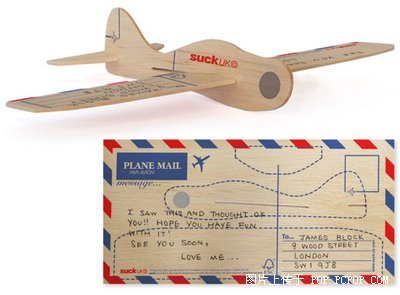 suckUK
PLANE MAIL
PAR AVION
message...
I SAW THIS AND THOUGHT OF
YOU!! HOPE YOU HAVE FUN
WITH IT!
SEE YOU SOON,
LOVE ME...
To... JAMES BLOCK
9 WOOD STREET
LONDON
SW1 9JB
suckUK
FSC
图片上传于 POP.PCPOP.COM